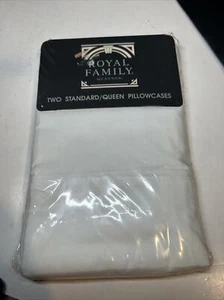 ROYAL
FAMILY
TWO STANDARD/QUEEN PILLOWCASES